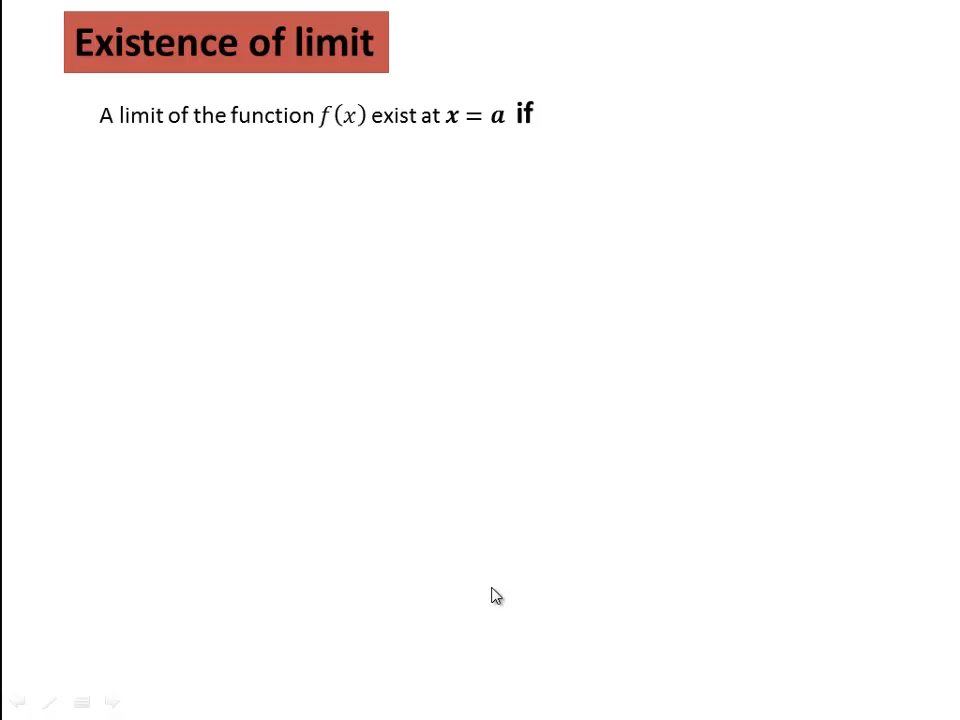 Existence of limit
A limit of the function f(x) exist at x = a if